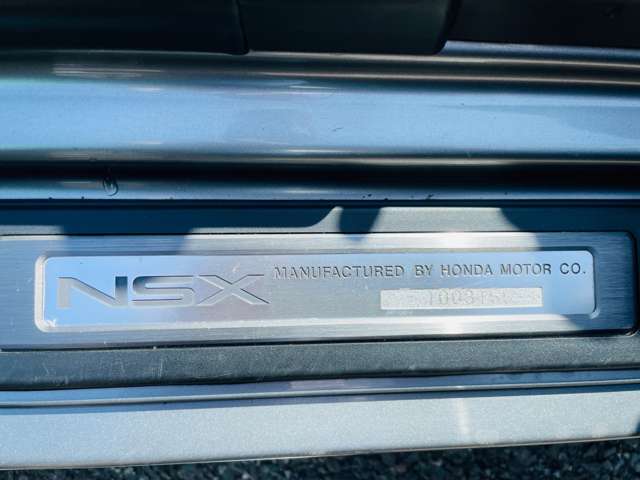 NSX
MANUFACTURED BY HONDA MOTOR CO.